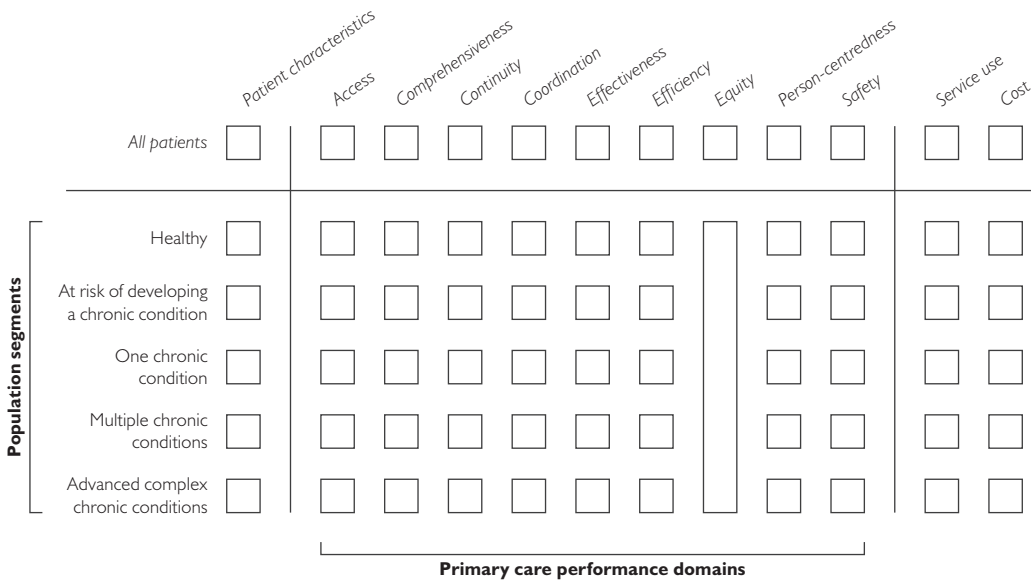 Patient characteristics
Access
Comprehensiveness
Continuity
Coordination
Effectiveness
Efficiency
Equity
Person-centredness
Safety
Service use
Cost
All patients
Population segments
Healthy
At risk of developing
a chronic condition
One chronic
condition
Multiple chronic
conditions
Advanced complex
chronic conditions
Primary care performance domains